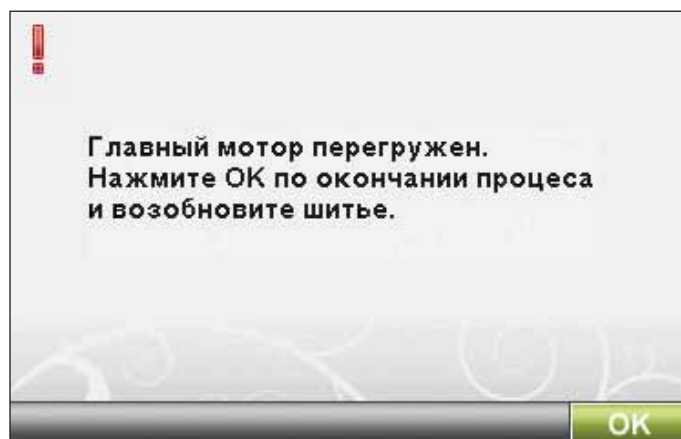 Главный мотор перегружен.
Нажмите ОК по окончании процеса
и возобновите шитье.
OK